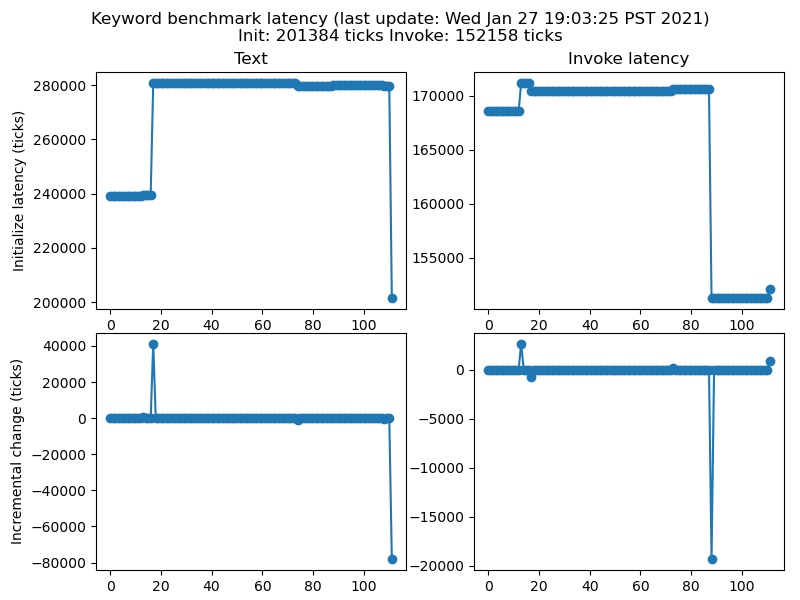 Keyword benchmark latency (last update: Wed Jan 27 19:03:25 PST 2021)
Init: 201384 ticks Invoke: 152158 ticks
Text
Invoke latency
Initialize latency (ticks)
280000
260000
240000
220000
200000
0 20 40 60 80 100
170000
165000
160000
155000
0 20 40 60 80 100
Incremental change (ticks)
40000
20000
0
−20000
−40000
−60000
−80000
0 20 40 60 80 100
0
−5000
−10000
−15000
−20000
0 20 40 60 80 100